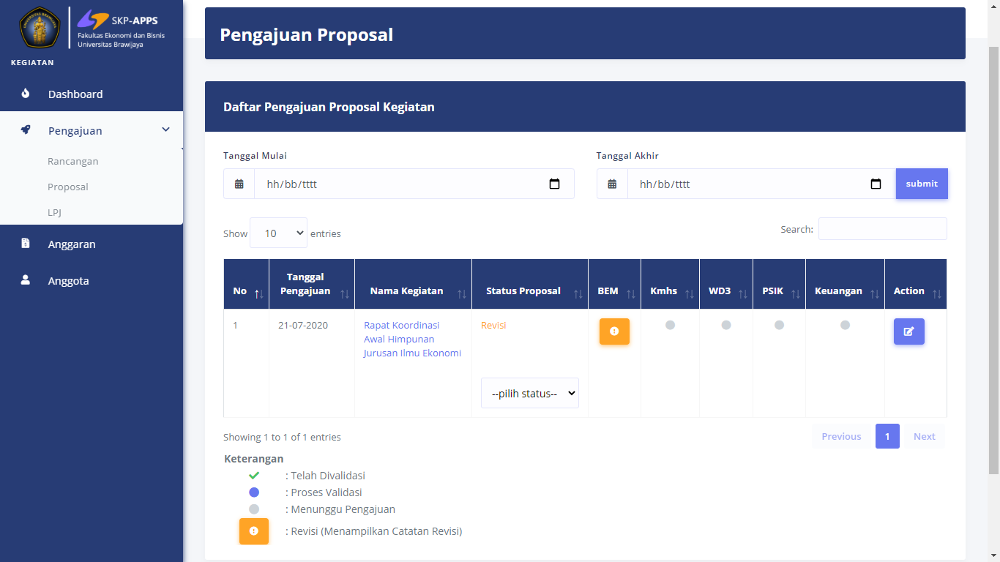 UNIVERSITAS BRAWIJAYA
SKP-APPS
Fakultas Ekonomi dan Bisnis
Universitas Brawijaya
KEGIATAN
Dashboard
Pengajuan
Rancangan
Proposal
LPJ
Anggaran
Anggota
Pengajuan Proposal
Daftar Pengajuan Proposal Kegiatan
Tanggal Mulai Tanggal Akhir
hh/bb/tttt hh/bb/tttt submit
Show 10 entries Search:
No Tanggal Pengajuan Nama Kegiatan Status Proposal BEM Kmhs WD3 PSIK Keuangan Action
1 21-07-2020 Rapat Koordinasi Revisi
Awal Himpunan
Jurusan Ilmu Ekonomi
--pilih status--
Showing 1 to 1 of 1 entries Previous 1 Next
Keterangan
: Telah Divalidasi
: Proses Validasi
: Menunggu Pengajuan
: Revisi (Menampilkan Catatan Revisi)